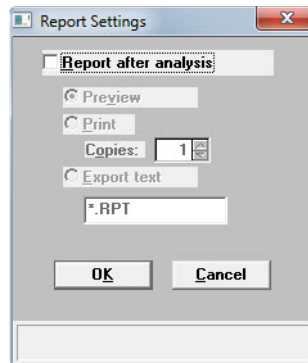 Report Settings
Report after analysis
Preview
Print
Copies: 1
Export text
*.RPT
OK Cancel